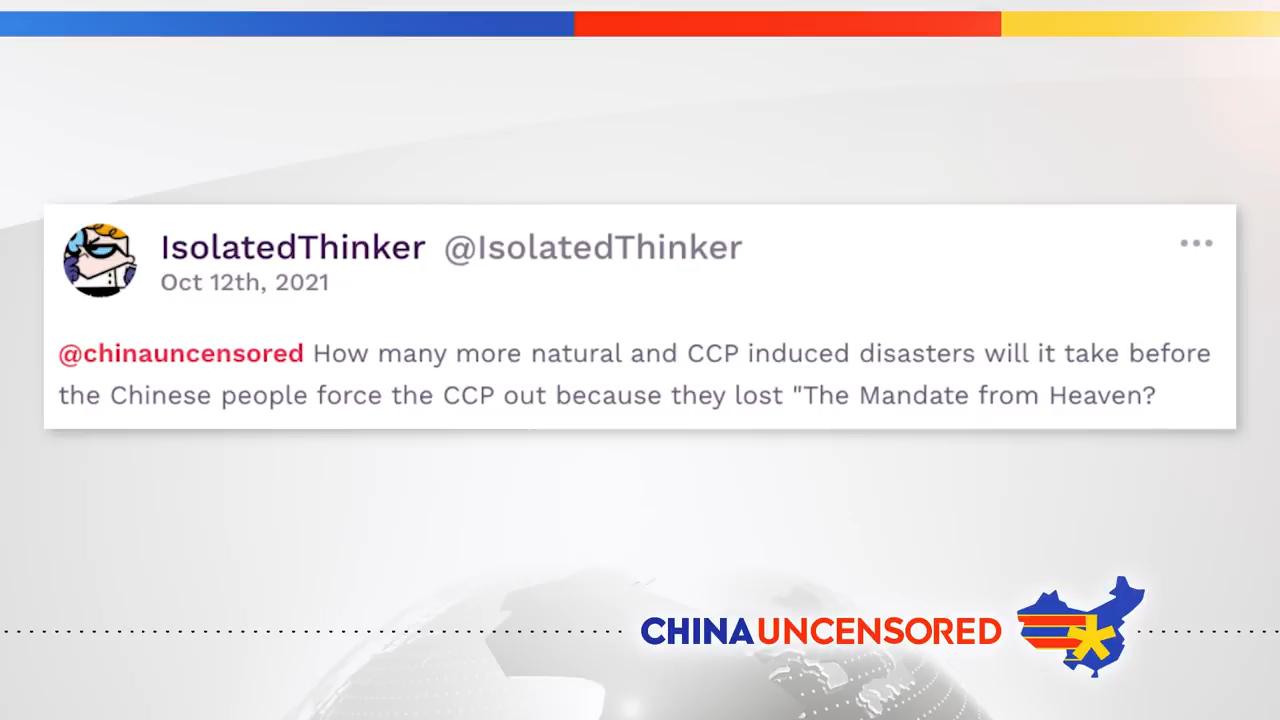 IsolatedThinker @IsolatedThinker
Oct 12th, 2021
@chinauncensored How many more natural and CCP induced disasters will it take before
the Chinese people force the CCP out because they lost "The Mandate from Heaven?
CHINAUNCENSORED